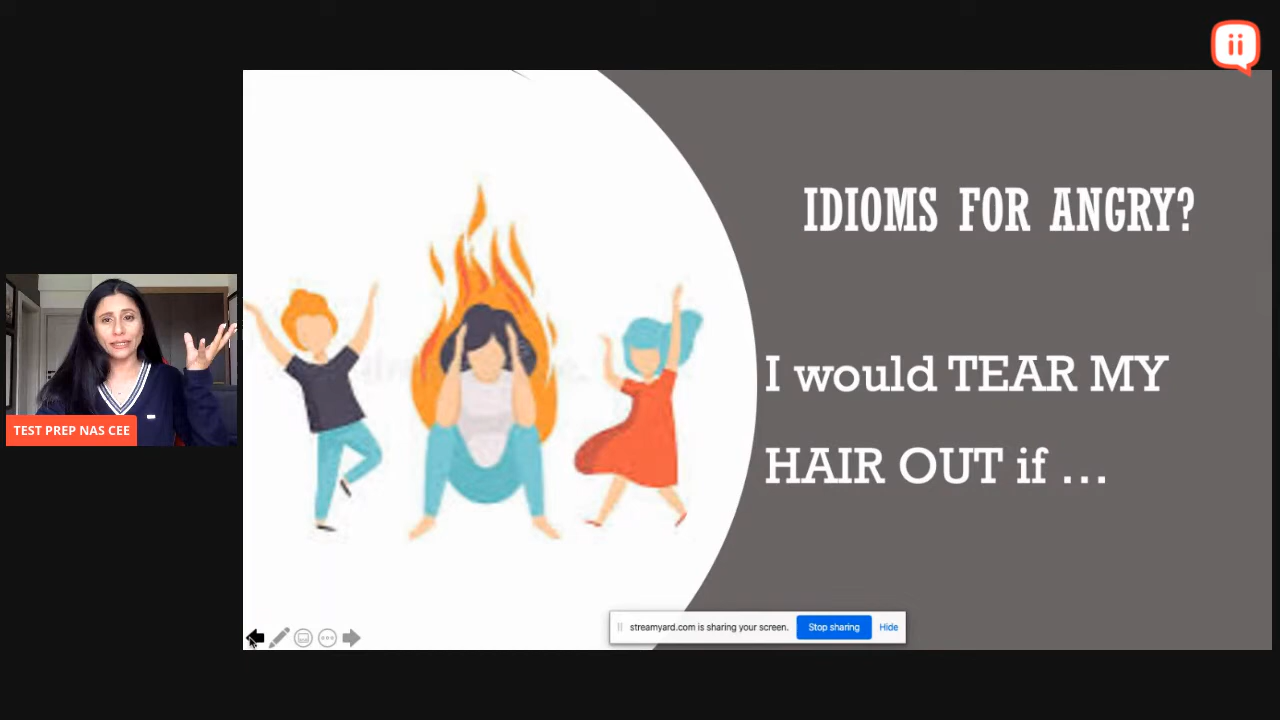 ii
IDIOMS FOR ANGRY?
I would TEAR MY
HAIR OUT if ...
TEST PREP NAS CEE
streamyard.com is sharing your screen.
Stop sharing
Hide